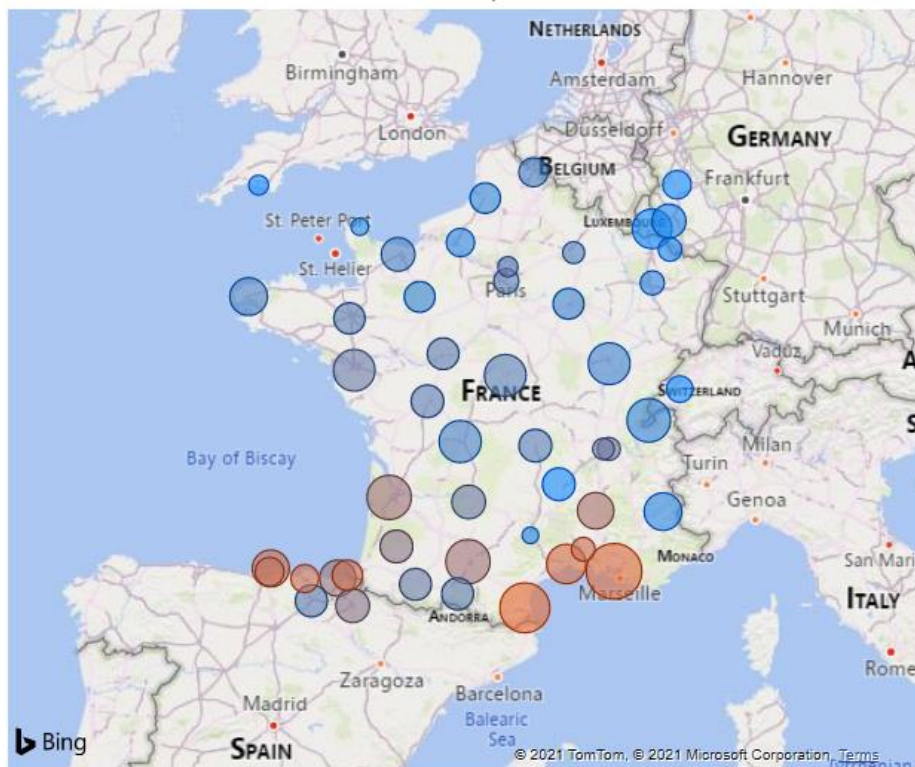 NETHERLANDS
Birmingham
Amsterdam
Hannover
London
Düsseldorf
GERMANY
BELGIUM
Frankfurt
St. Peter Port
LUXEMBOURG
St. Helier
Paris
Stuttgart
Munich
Vaduz
A
FRANCE
SWITZERLAND
S
Bay of Biscay
Milan
Turin
Genoa
MONACO
San Mari
Marseille
ITALY
ANDORRA
Rome
Zaragoza
Barcelona
Madrid
Balearic
Sea
Bing
SPAIN
© 2021 TomTom, © 2021 Microsoft Corporation, Terms